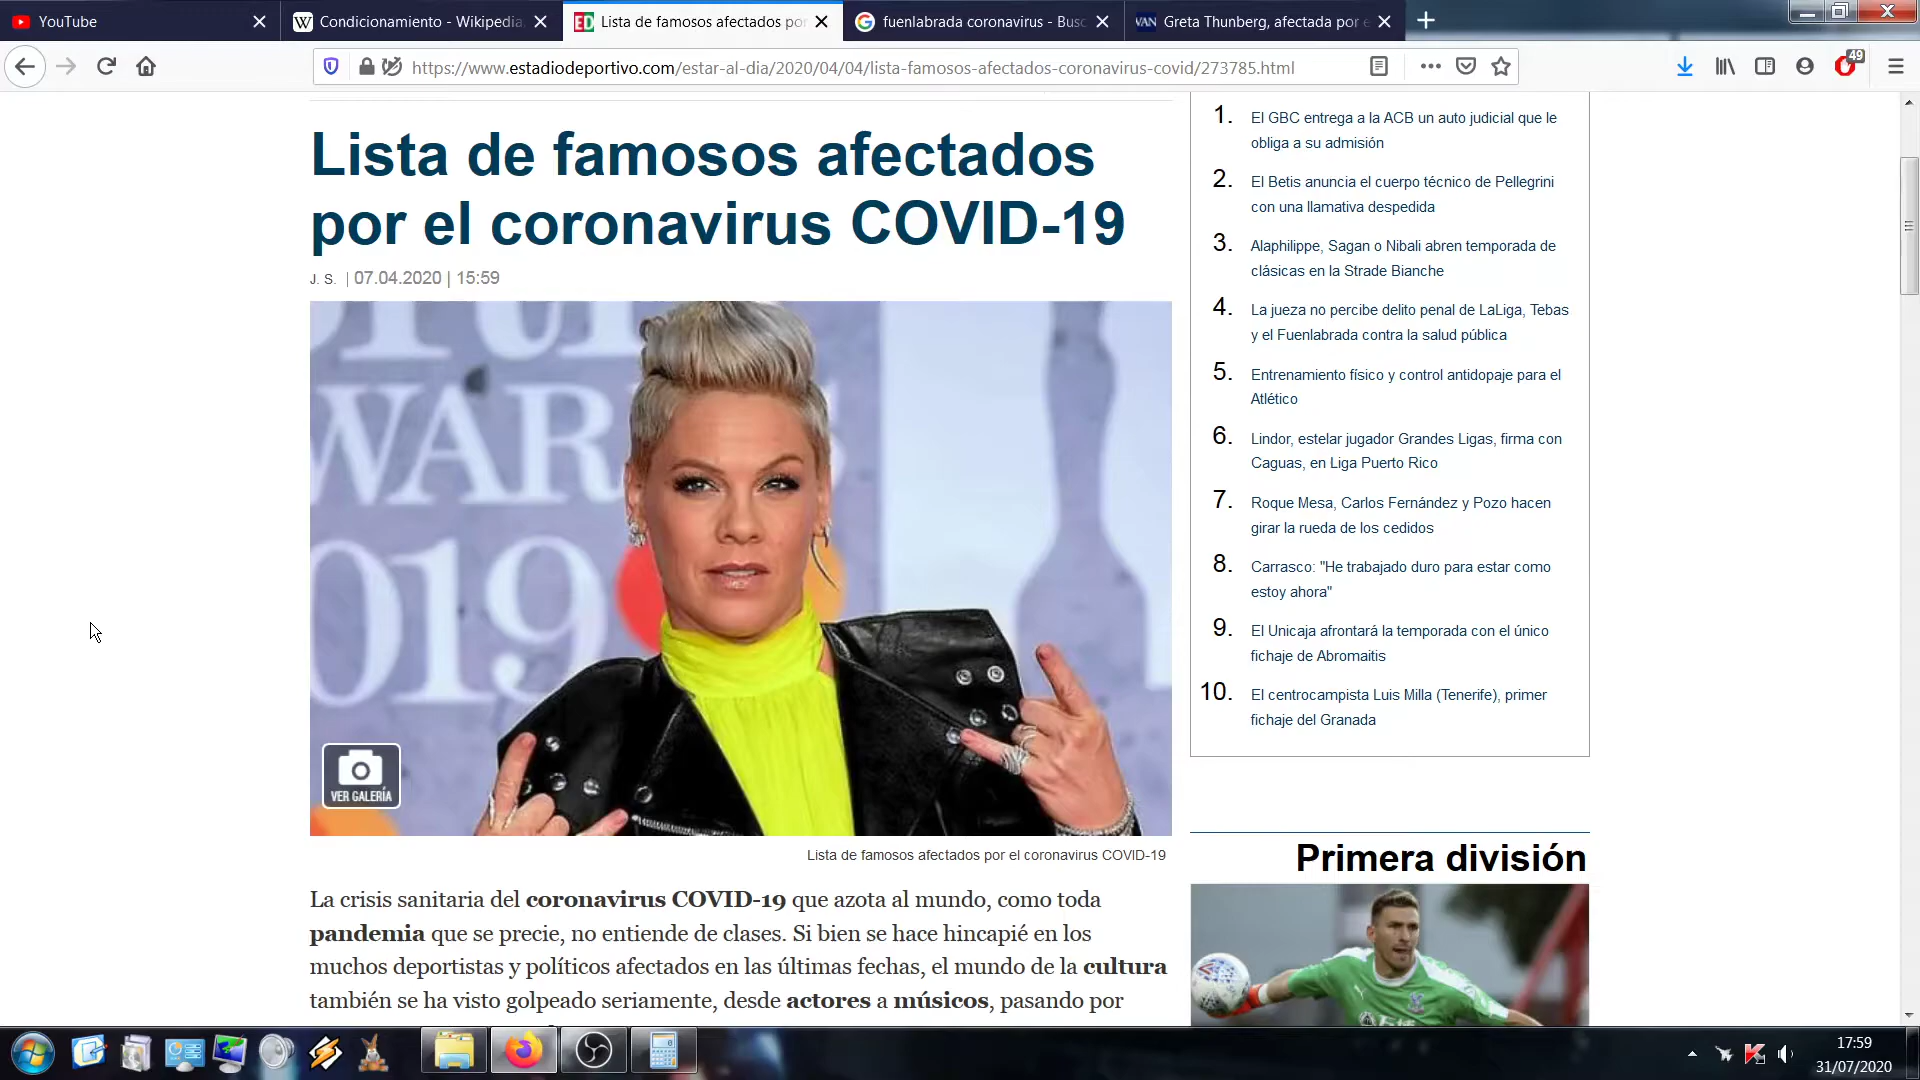 YouTube
Condicionamiento - Wikipedia,
Lista de famosos afectados por
fuenlabrada coronavirus - Busc
Greta Thunberg, afectada por e
https://www.estadiodeportivo.com/estar-al-dia/2020/04/04/lista-famosos-afectados-coronavirus-covid/273785.html
49
Lista de famosos afectados
por el coronavirus COVID-19
J. S. | 07.04.2020 | 15:59
WAR
019
VER GALERÍA
Lista de famosos afectados por el coronavirus COVID-19
La crisis sanitaria del coronavirus COVID-19 que azota al mundo, como toda
pandemia que se precie, no entiende de clases. Si bien se hace hincapié en los
muchos deportistas y políticos afectados en las últimas fechas, el mundo de la cultura
también se ha visto golpeado seriamente, desde actores a músicos, pasando por
1. El GBC entrega a la ACB un auto judicial que le
obliga a su admisión
2. El Betis anuncia el cuerpo técnico de Pellegrini
con una llamativa despedida
3. Alaphilippe, Sagan o Nibali abren temporada de
clásicas en la Strade Bianche
4. La jueza no percibe delito penal de LaLiga, Tebas
y el Fuenlabrada contra la salud pública
5. Entrenamiento físico y control antidopaje para el
Atlético
6. Lindor, estelar jugador Grandes Ligas, firma con
Caguas, en Liga Puerto Rico
7. Roque Mesa, Carlos Fernández y Pozo hacen
girar la rueda de los cedidos
8. Carrasco: "He trabajado duro para estar como
estoy ahora"
9. El Unicaja afrontará la temporada con el único
fichaje de Abromaitis
10. El centrocampista Luis Milla (Tenerife), primer
fichaje del Granada
Primera división
17:59
31/07/2020